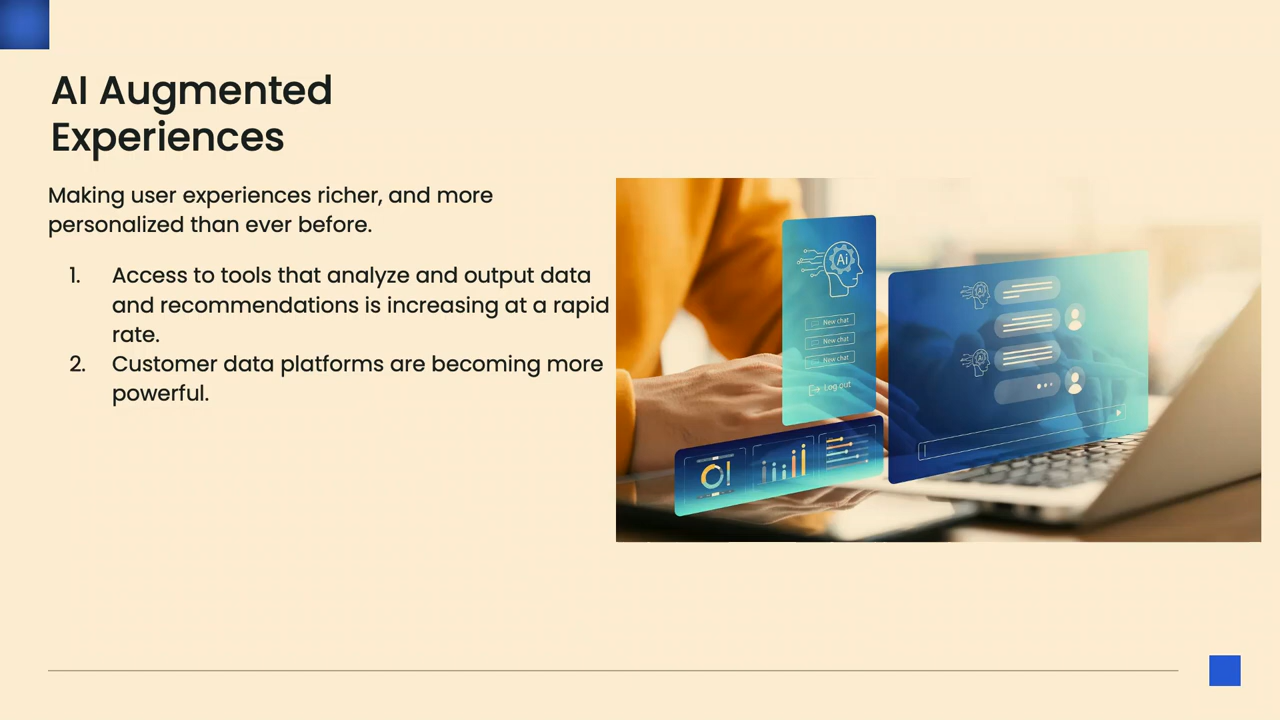 AI Augmented
Experiences
Making user experiences richer, and more
personalized than ever before.
1. Access to tools that analyze and output data
and recommendations is increasing at a rapid
rate.
2. Customer data platforms are becoming more
powerful.
Ai
New chat
New chat
New chat
Log out